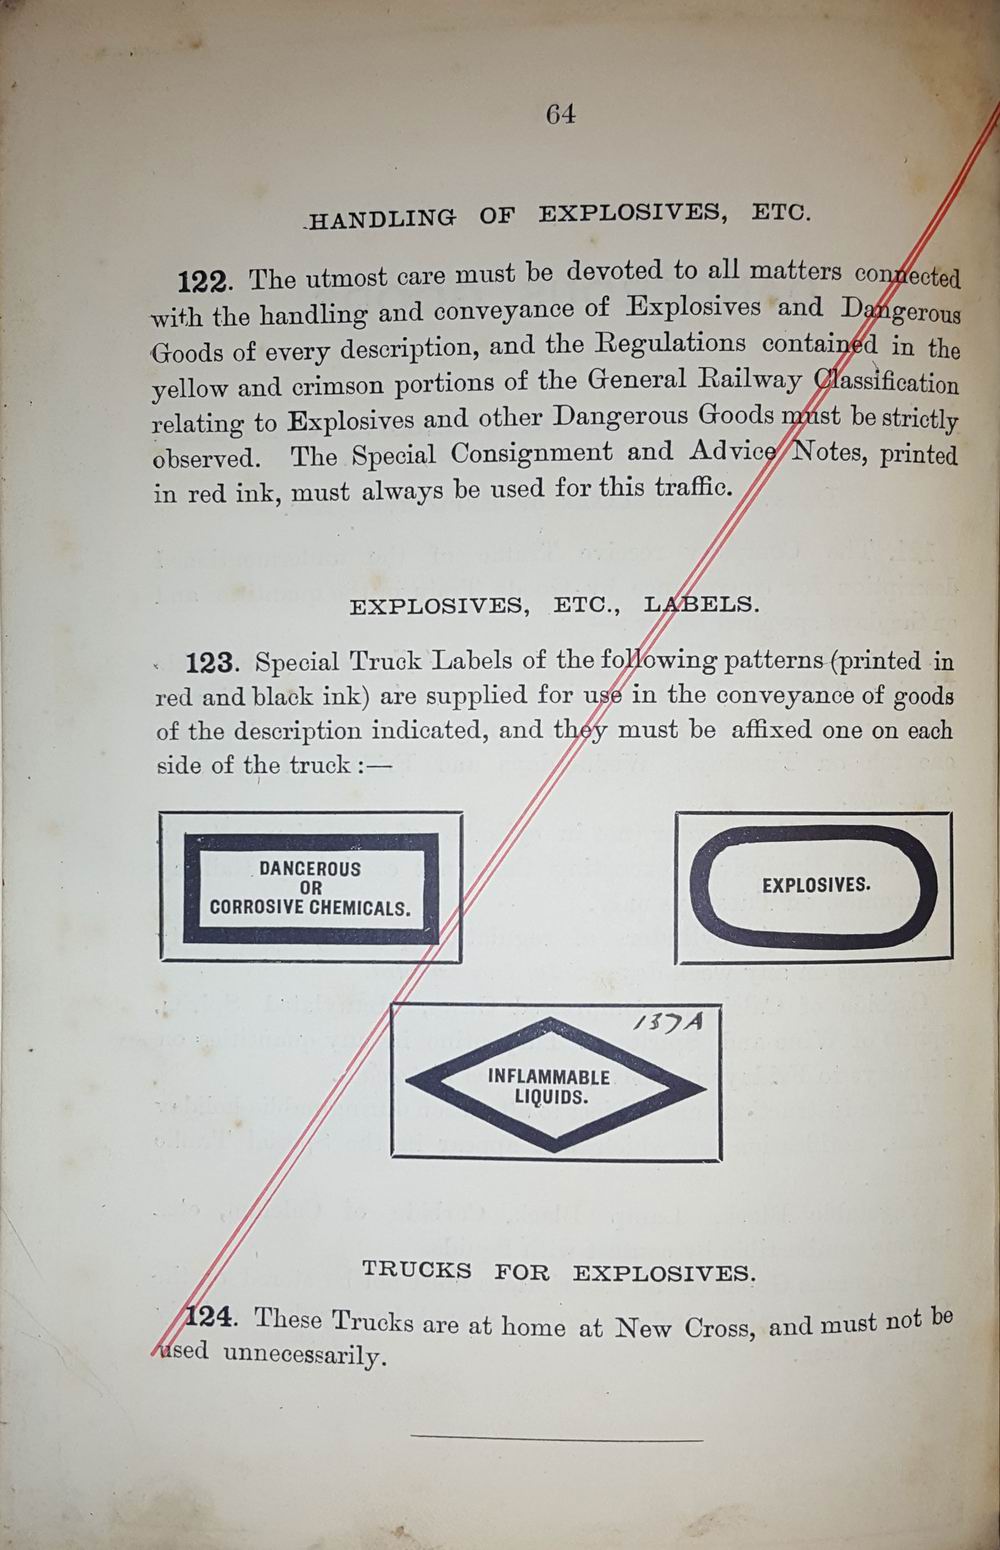 64
HANDLING OF EXPLOSIVES, ETC.
122. The utmost care must be devoted to all matters connected
with the handling and conveyance of Explosives and Dangerous
Goods of every description, and the Regulations contained in the
yellow and crimson portions of the General Railway Classification
relating to Explosives and other Dangerous Goods must be strictly
observed. The Special Consignment and Advice Notes, printed
in red ink, must always be used for this traffic.
EXPLOSIVES, ETC., LABELS.
123. Special Truck Labels of the following patterns (printed in
red and black ink) are supplied for use in the conveyance of goods
of the description indicated, and they must be affixed one on each
side of the truck :—
DANGEROUS
OR
CORROSIVE CHEMICALS.
EXPLOSIVES.
137A
INFLAMMABLE
LIQUIDS.
TRUCKS FOR EXPLOSIVES.
124. These Trucks are at home at New Cross, and must not be
used unnecessarily.